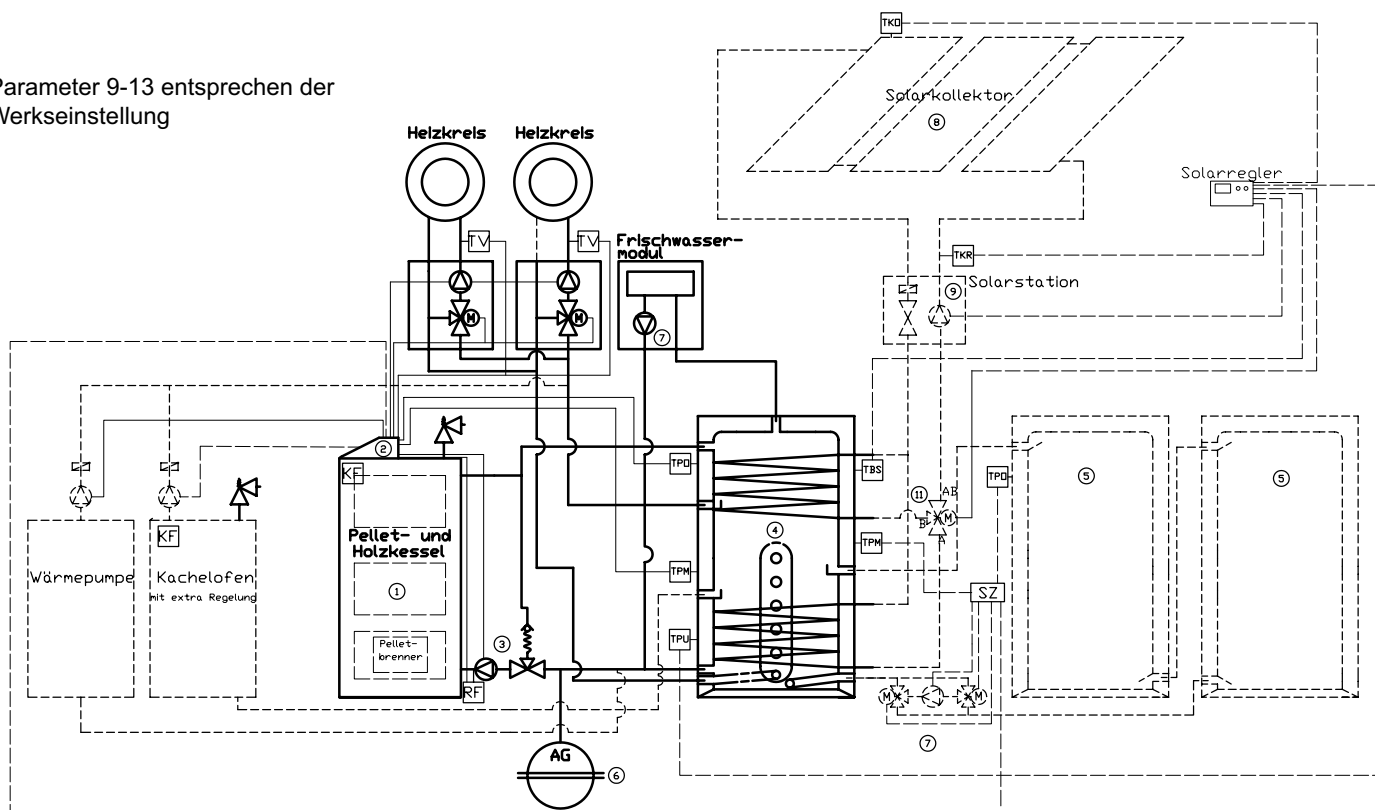 Parameter 9-13 entsprechen der
Werkseinstellung
TKO
Solarkollektor
8
Heizkreis
Heizkreis
Solarregler
TV
TV
Frischwasser-
modul
TKR
9
Solarstation
M
M
7
2
KF
TPO
TBS
TPO
5
5
11
AB
B
M
A
KF
Pellet- und
Holzkessel
4
TPM
Wärmepumpe
Kachelofen
mit extra Regelung
TPM
1
SZ
Pellet-
brenner
3
TPU
RF
M
M
7
AG
6